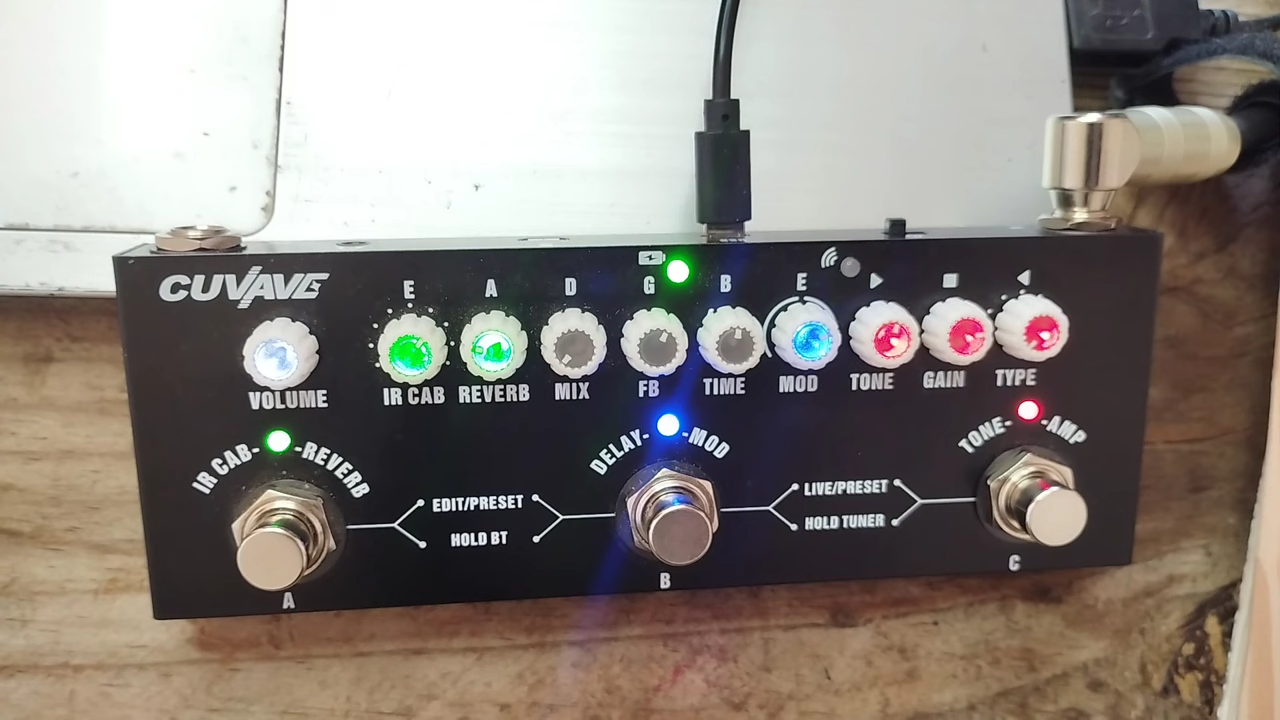 CUVAVE
E A D G B E
VOLUME IR CAB REVERB MIX FB TIME MOD TONE GAIN TYPE
IR CAB- -REVERB
DELAY- -MOD
TONE- -AMP
EDIT/PRESET
HOLD BT
LIVE/PRESET
HOLD TUNER
A
B
C